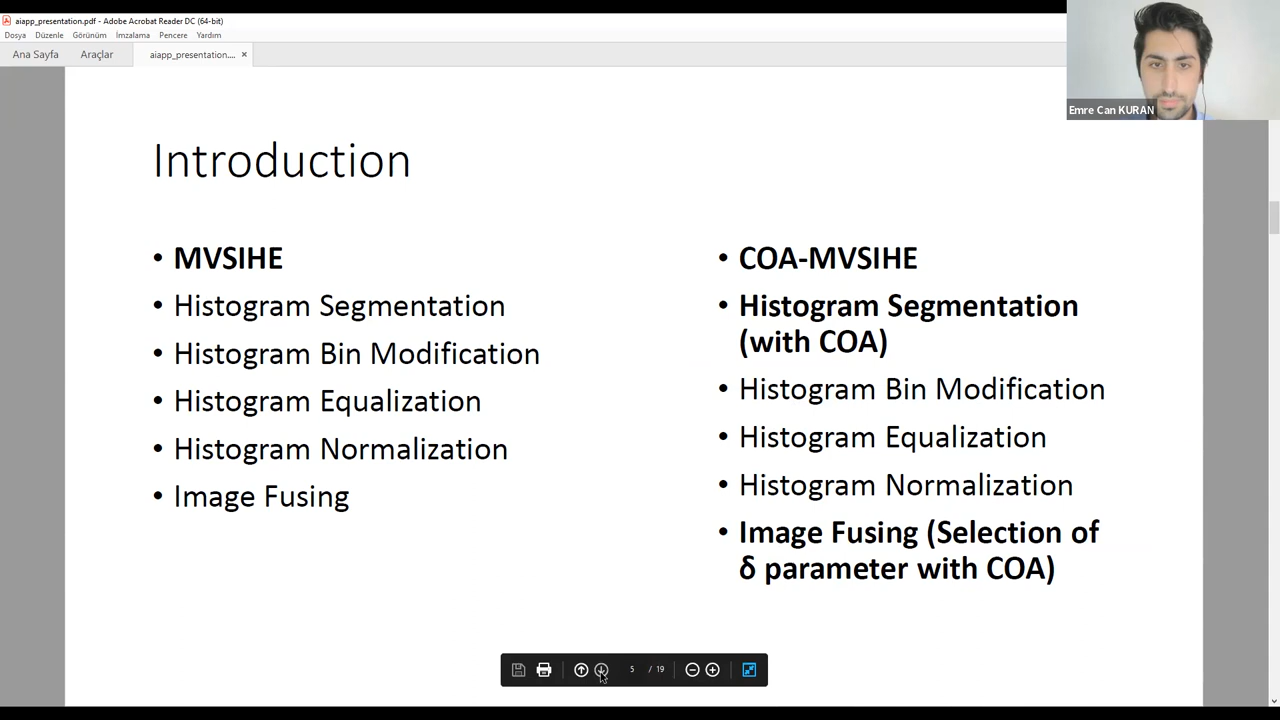 aiapp_presentation.pdf - Adobe Acrobat Reader DC (64-bit)
Dosya Düzenle Görünüm İmzalama Pencere Yardım
Ana Sayfa Araçlar aiapp_presentation.... ×
Emre Can KURAN
Introduction
• MVSIHE
• Histogram Segmentation
• Histogram Bin Modification
• Histogram Equalization
• Histogram Normalization
• Image Fusing
• COA-MVSIHE
• Histogram Segmentation
(with COA)
• Histogram Bin Modification
• Histogram Equalization
• Histogram Normalization
• Image Fusing (Selection of
δ parameter with COA)
5 / 19